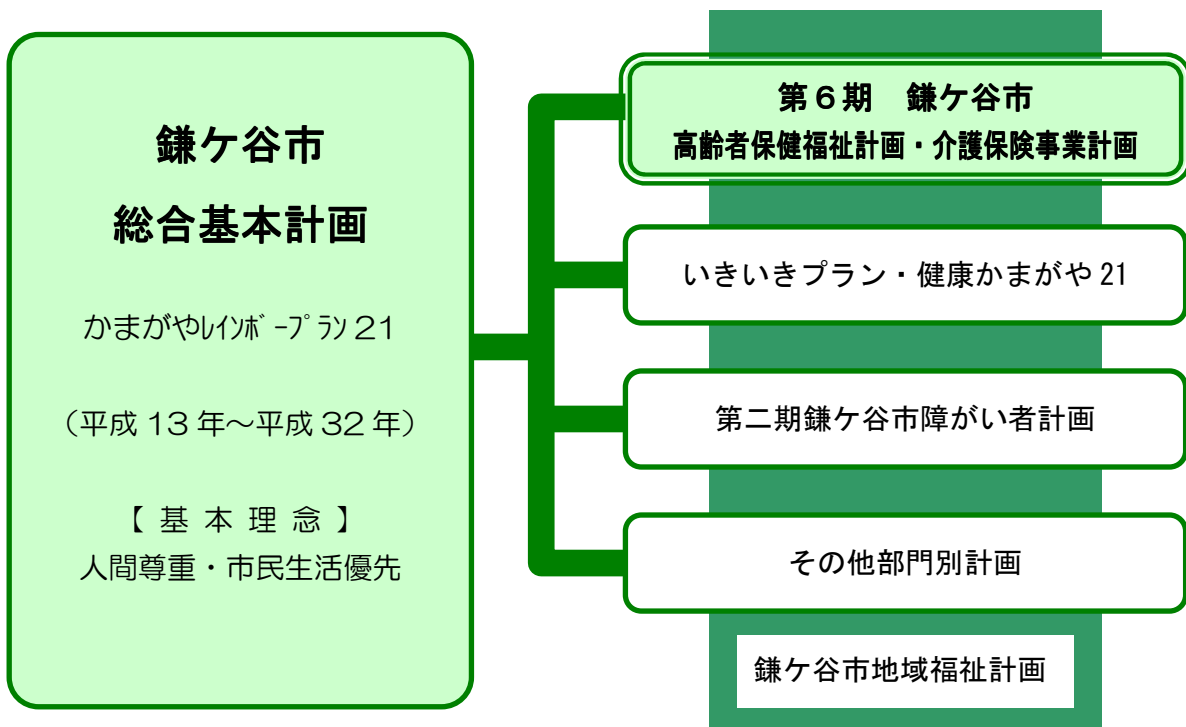 鎌ケ谷市
総合基本計画
かまがやﾚｲﾝﾎﾞｰﾌﾟﾗﾝ21
（平成13年～平成32年）
【基本理念】
人間尊重・市民生活優先
第６期　鎌ケ谷市
高齢者保健福祉計画・介護保険事業計画
いきいきプラン・健康かまがや21
第二期鎌ケ谷市障がい者計画
その他部門別計画
鎌ケ谷市地域福祉計画